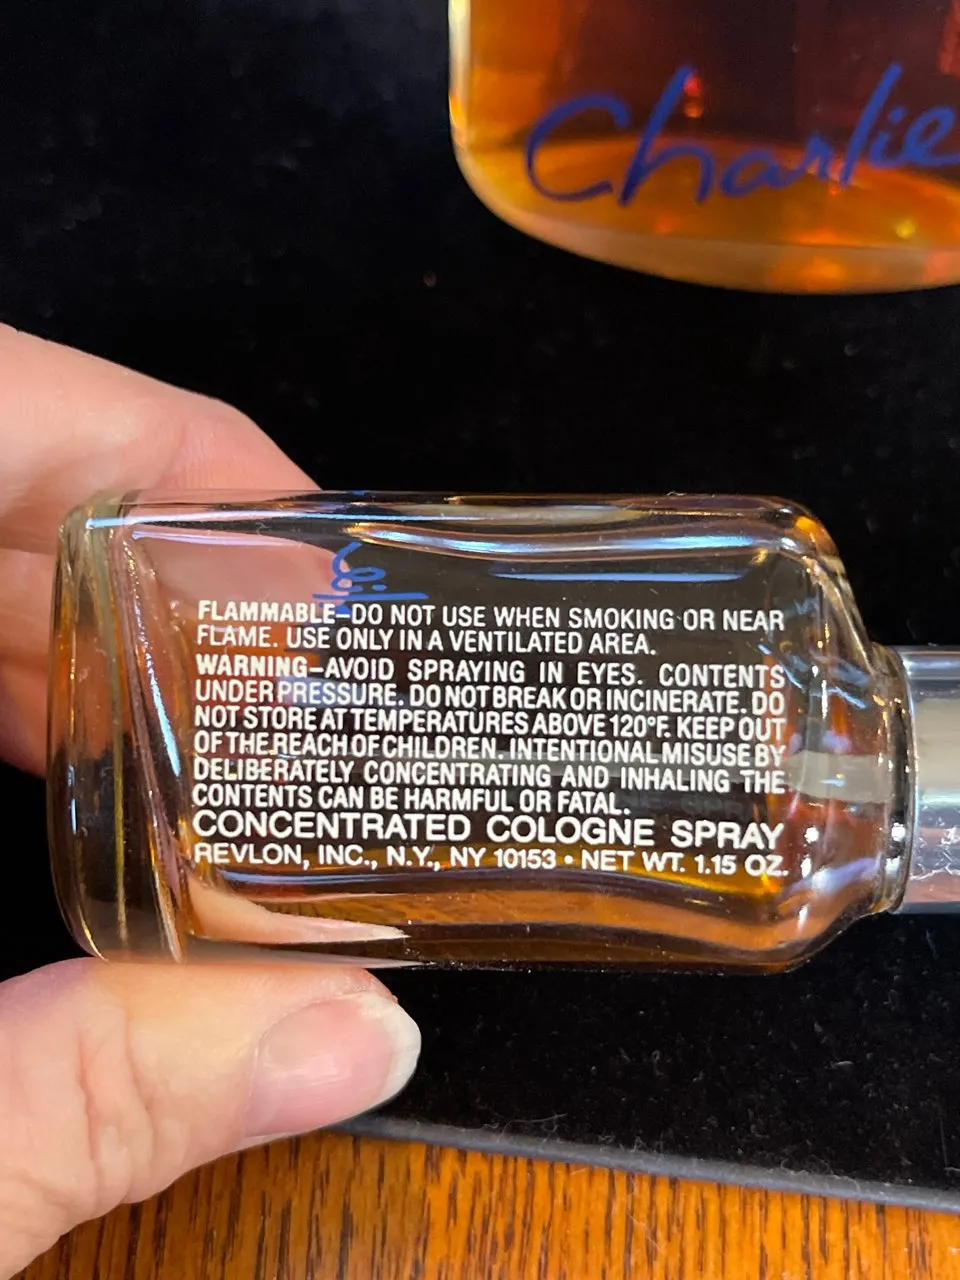 Charlie
FLAMMABLE–DO NOT USE WHEN SMOKING OR NEAR
FLAME. USE ONLY IN A VENTILATED AREA.
WARNING–AVOID SPRAYING IN EYES. CONTENTS
UNDER PRESSURE. DO NOT BREAK OR INCINERATE. DO
NOT STORE AT TEMPERATURES ABOVE 120°F. KEEP OUT
OF THE REACH OF CHILDREN. INTENTIONAL MISUSE BY
DELIBERATELY CONCENTRATING AND INHALING THE
CONTENTS CAN BE HARMFUL OR FATAL.
CONCENTRATED COLOGNE SPRAY
REVLON, INC., N.Y., NY 10153 • NET WT. 1.15 OZ.